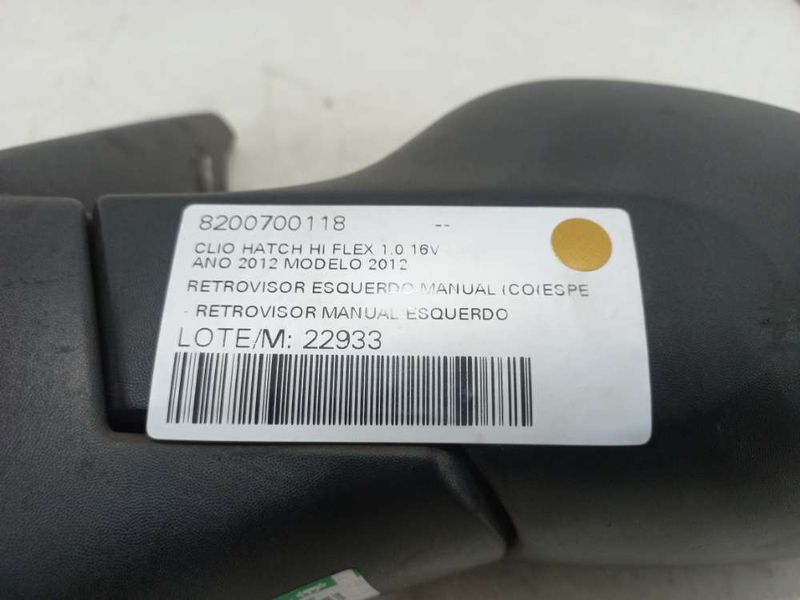 8200700118 --
CLIO HATCH HI FLEX 1.0 16V
ANO 2012 MODELO 2012
RETROVISOR ESQUERDO MANUAL (CO(ESPE
- RETROVISOR MANUAL ESQUERDO
LOTE/M: 22933